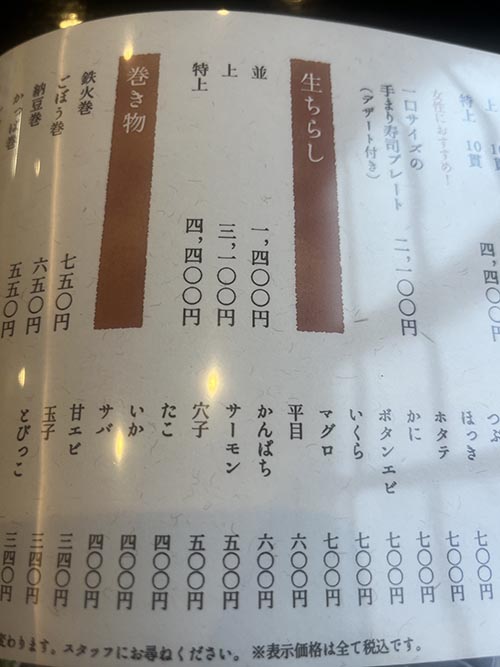 特上 10貫 四,四〇〇円
女性におすすめ!
一口サイズの
手まり寿司プレート 二,一〇〇円
(デザート付き)
生ちらし
並 一,四〇〇円
上 三,一〇〇円
特上 四,四〇〇円
巻き物
鉄火巻 七五〇円
ごぼう巻 六五〇円
納豆巻 五五〇円
かっぱ巻
つぶ
ほっき 七〇〇円
ホタテ 七〇〇円
かに 七〇〇円
ボタンエビ 七〇〇円
いくら 七〇〇円
マグロ 七〇〇円
平目 六〇〇円
かんぱち 六〇〇円
サーモン 五〇〇円
穴子 五〇〇円
たこ 四〇〇円
いか 四〇〇円
サバ 四〇〇円
甘エビ 三四〇円
玉子 三四〇円
とびっこ 三四〇円
変わります。スタッフにお尋ねください。 ※表示価格は全て税込です。